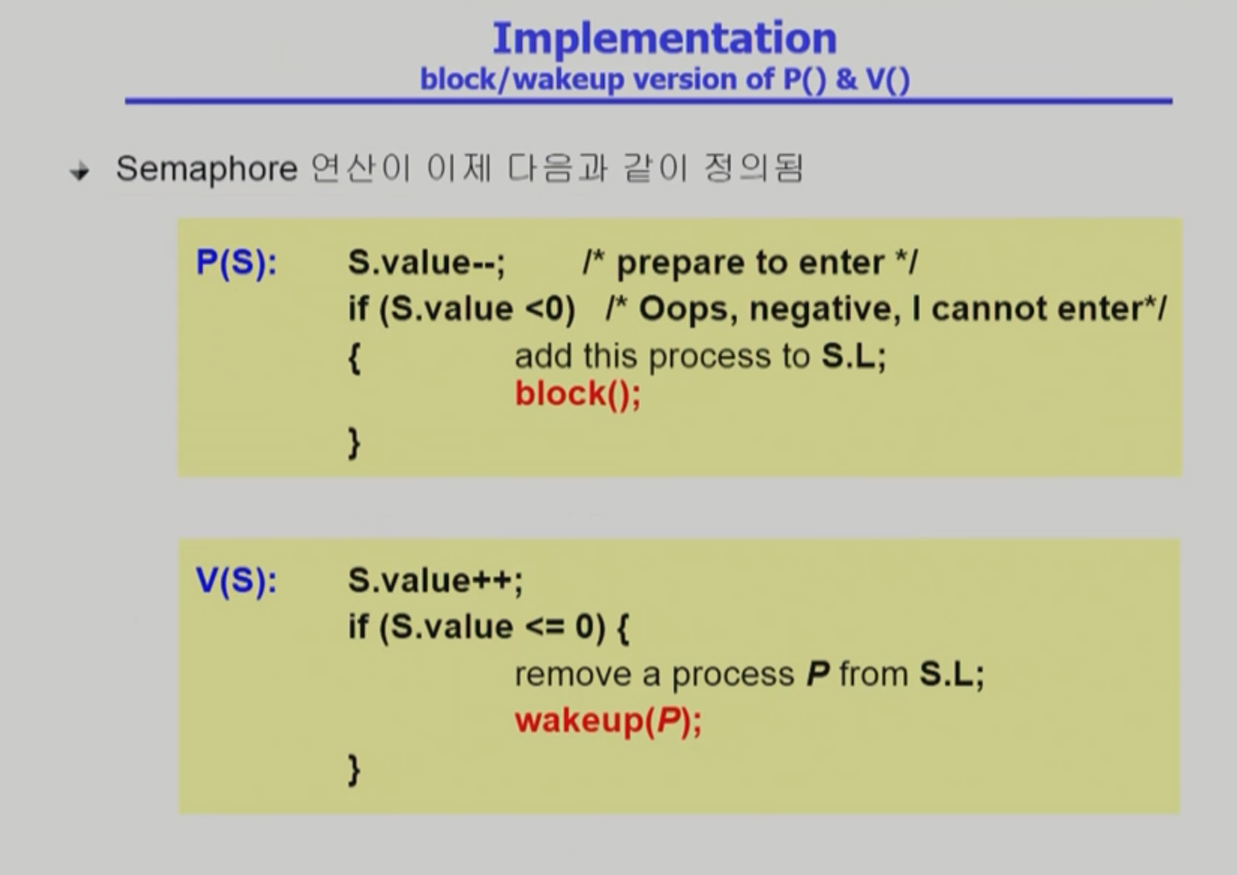 Implementation
block/wakeup version of P() & V()
Semaphore 연산이 이제 다음과 같이 정의됨
P(S): S.value--; /* prepare to enter */
if (S.value <0) /* Oops, negative, I cannot enter*/
{ add this process to S.L;
block();
}
V(S): S.value++;
if (S.value <= 0) {
remove a process P from S.L;
wakeup(P);
}